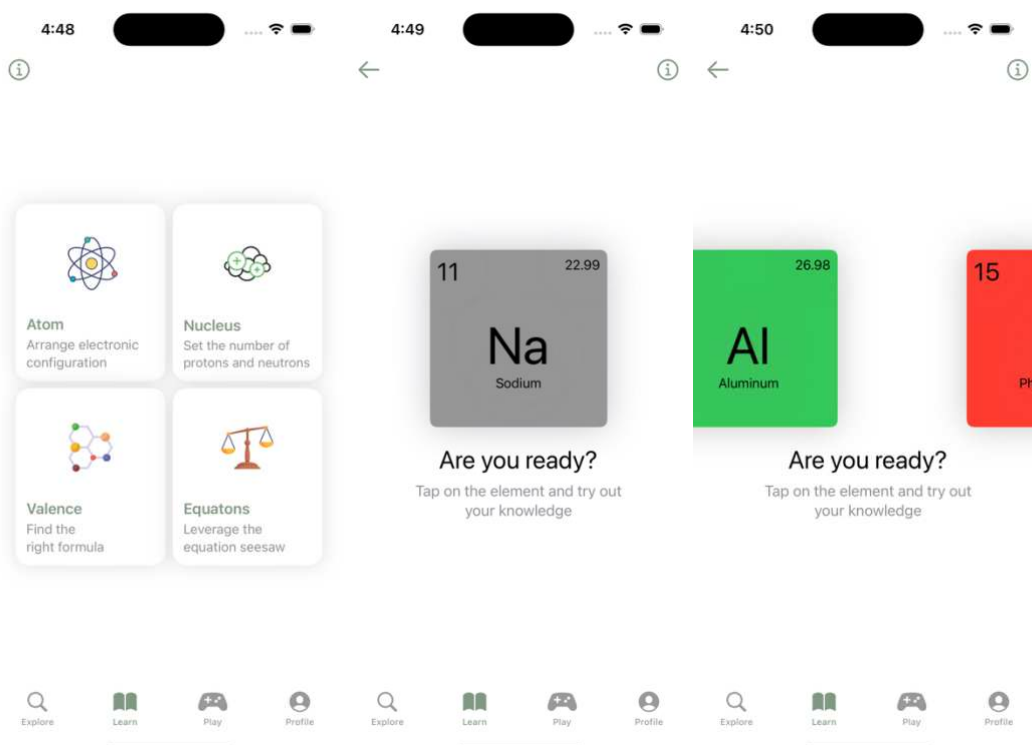 4:48
Atom
Arrange electronic
configuration
Nucleus
Set the number of
protons and neutrons
Valence
Find the
right formula
Equatons
Leverage the
equation seesaw
Explore
Learn
Play
Profile
4:49
11
22.99
Na
Sodium
Are you ready?
Tap on the element and try out
your knowledge
Explore
Learn
Play
Profile
4:50
26.98
Al
Aluminum
15
Ph
Are you ready?
Tap on the element and try out
your knowledge
Explore
Learn
Play
Profile